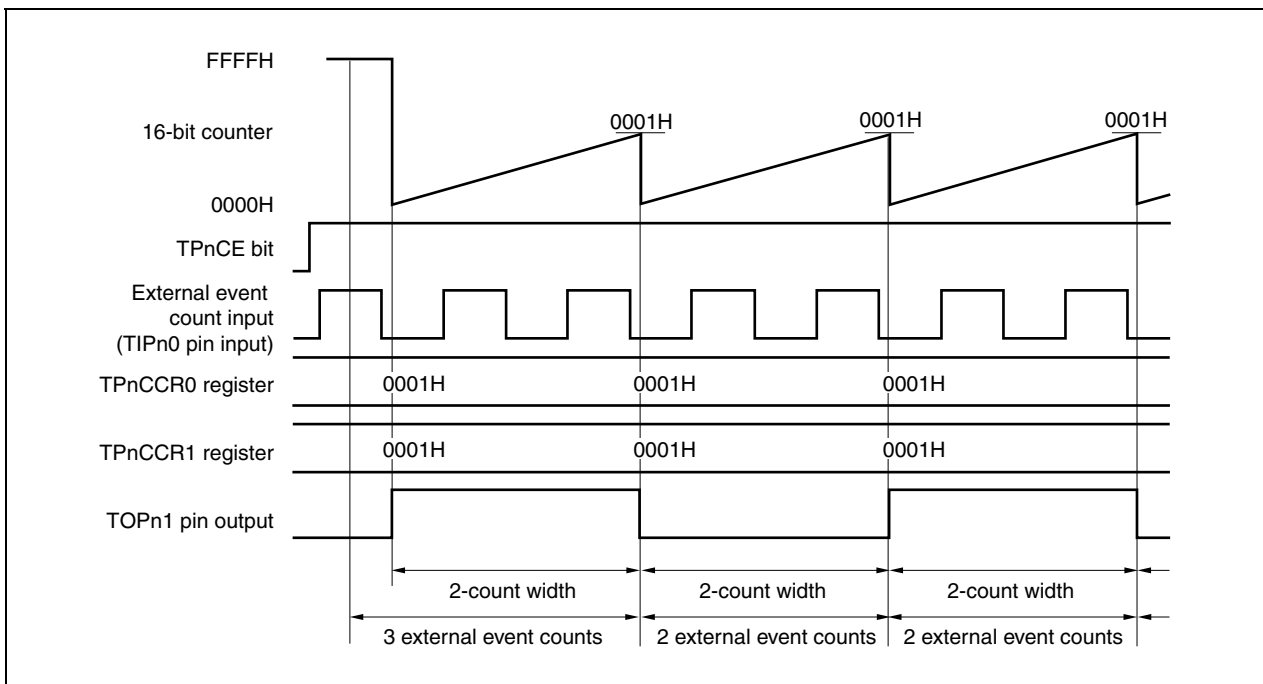 FFFFH
16-bit counter
0001H 0001H 0001H
0000H
TPnCE bit
External event
count input
(TIPn0 pin input)
TPnCCR0 register 0001H 0001H 0001H
TPnCCR1 register 0001H 0001H 0001H
TOPn1 pin output
2-count width 2-count width 2-count width
3 external event counts 2 external event counts 2 external event counts